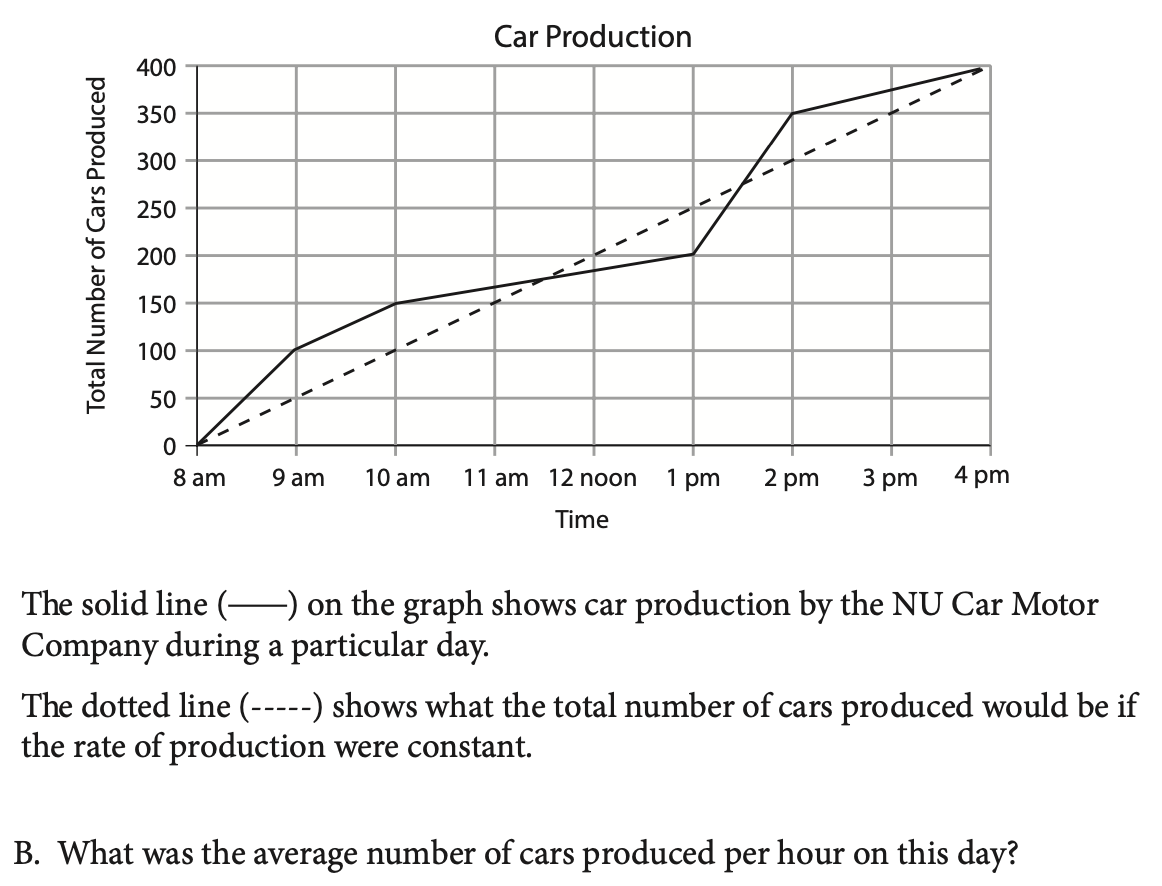 Car Production
Total Number of Cars Produced
400
350
300
250
200
150
100
50
0
8 am 9 am 10 am 11 am 12 noon 1 pm 2 pm 3 pm 4 pm
Time
The solid line (——) on the graph shows car production by the NU Car Motor
Company during a particular day.
The dotted line (-----) shows what the total number of cars produced would be if
the rate of production were constant.
B. What was the average number of cars produced per hour on this day?